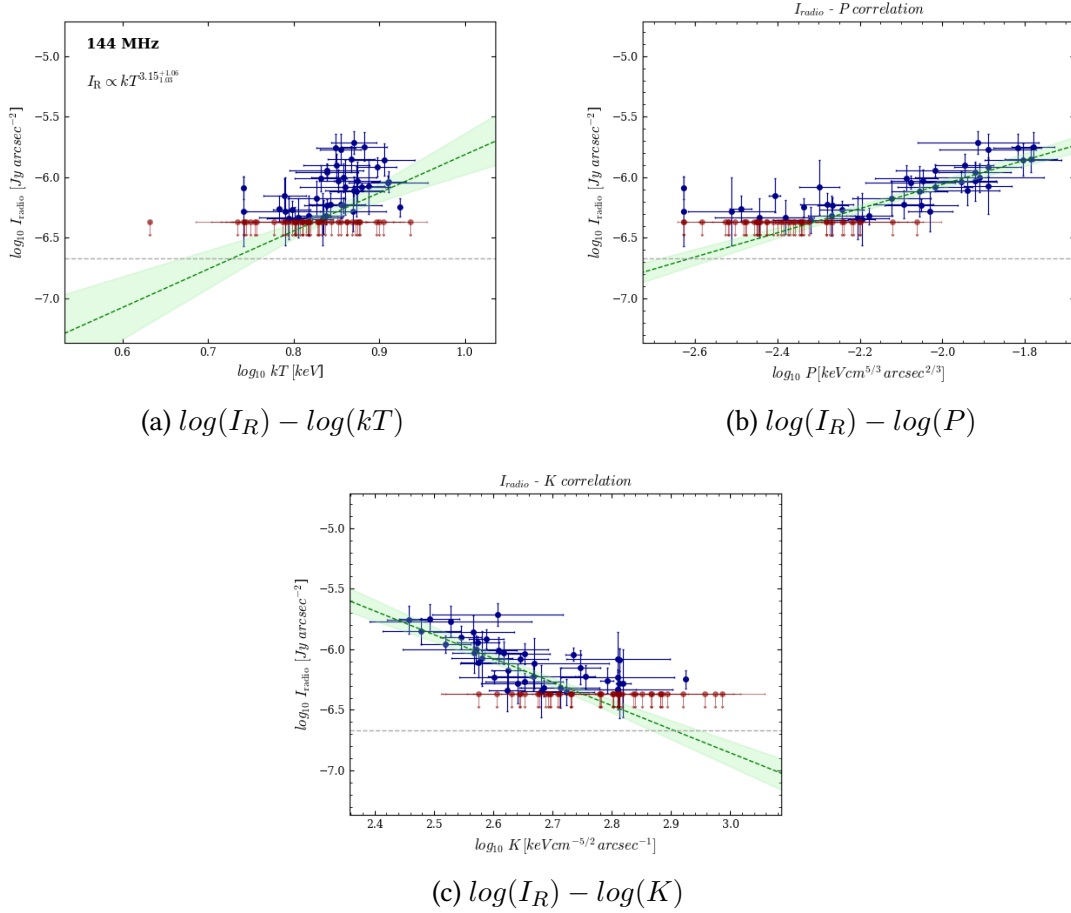 144 MHz
I_R ∝ kT^3.15^{+1.06}_{1.03}
log10 I_radio [Jy arcsec^−2]
−5.0
−5.5
−6.0
−6.5
−7.0
0.6 0.7 0.8 0.9 1.0
log10 kT [keV]
(a) log(I_R) − log(kT)
I_radio - P correlation
log10 I_radio [Jy arcsec^−2]
−5.0
−5.5
−6.0
−6.5
−7.0
−2.6 −2.4 −2.2 −2.0 −1.8
log10 P[keVcm^5/3 arcsec^2/3]
(b) log(I_R) − log(P)
I_radio - K correlation
log10 I_radio [Jy arcsec^−2]
−5.0
−5.5
−6.0
−6.5
−7.0
2.4 2.5 2.6 2.7 2.8 2.9 3.0
log10 K[keVcm^−5/2 arcsec^−1]
(c) log(I_R) − log(K)